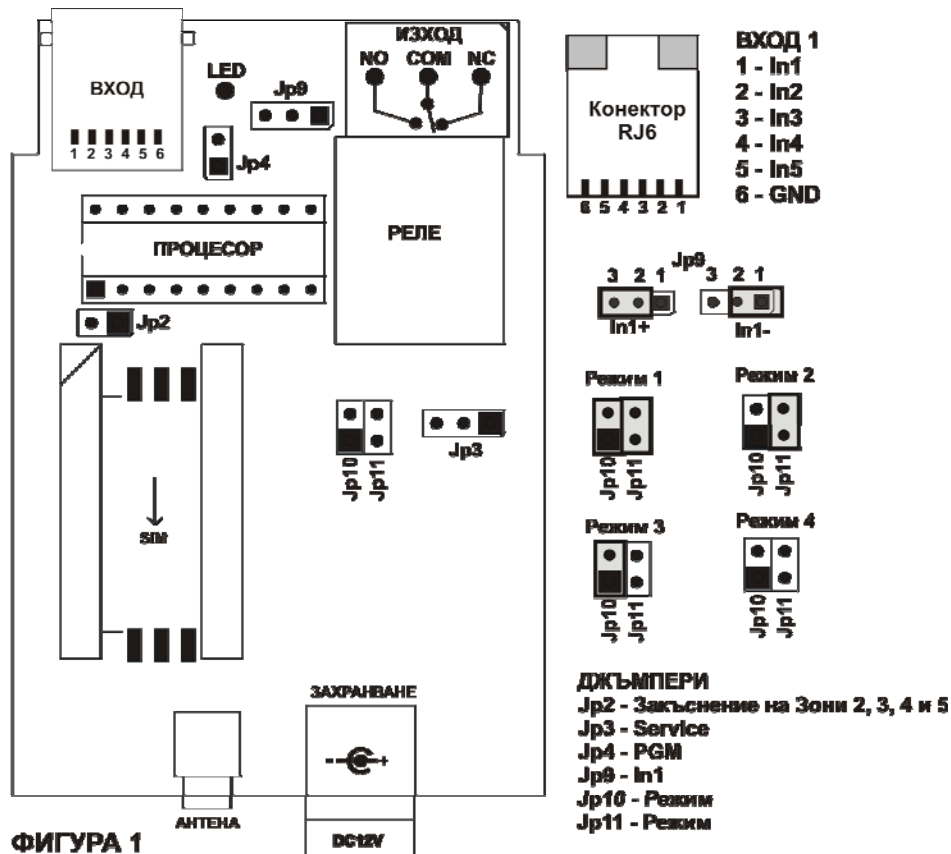 ИЗХОД
NO COM NC
LED
ВХОД
Jp9
1 2 3 4 5 6
Jp4
ПРОЦЕСОР
РЕЛЕ
Jp2
Jp10
Jp11
Jp3
SIM
ЗАХРАНВАНЕ
- +
АНТЕНА
DC12V
ФИГУРА 1
Конектор
RJ6
6 5 4 3 2 1
ВХОД 1
1 - In1
2 - In2
3 - In3
4 - In4
5 - In5
6 - GND
Jp9
3 2 1
In1+
3 2 1
In1-
Режим 1
Jp10
Jp11
Режим 2
Jp10
Jp11
Режим 3
Jp10
Jp11
Режим 4
Jp10
Jp11
ДЖЪМПЕРИ
Jp2 - Закъснение на Зони 2, 3, 4 и 5
Jp3 - Service
Jp4 - PGM
Jp9 - In1
Jp10 - Режим
Jp11 - Режим